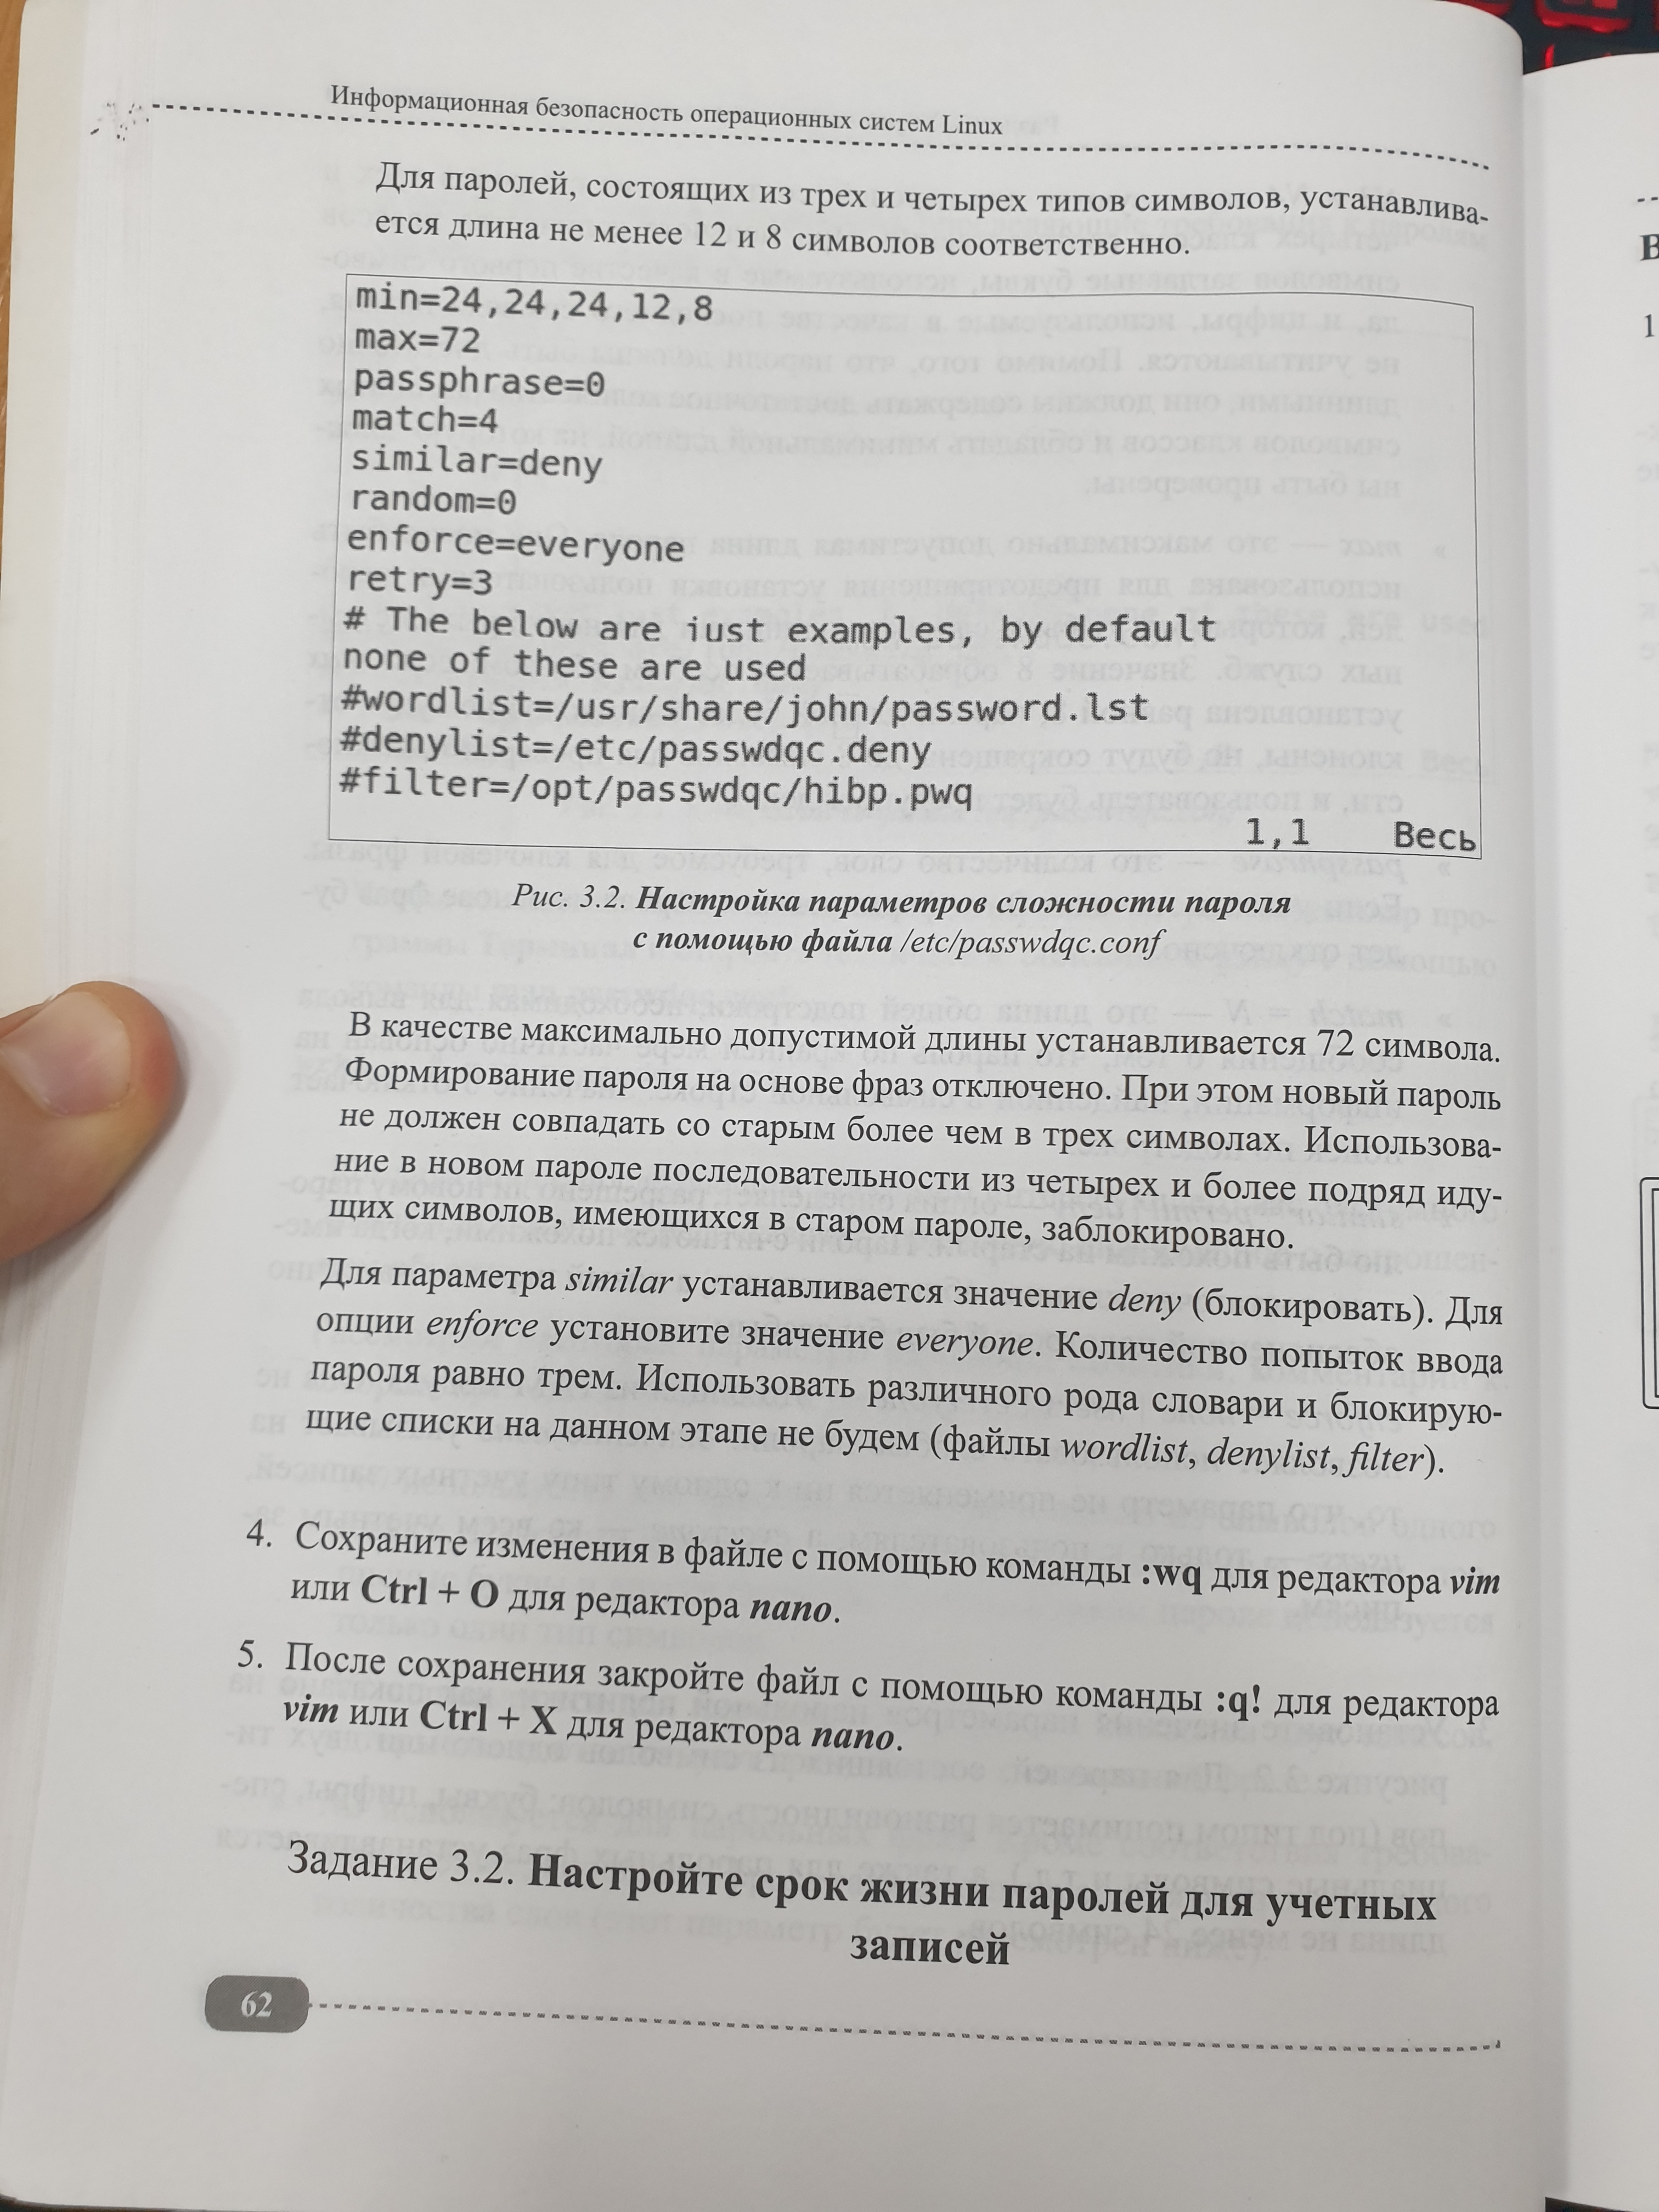 Информационная безопасность операционных систем Linux
Для паролей, состоящих из трех и четырех типов символов, устанавлива-
ется длина не менее 12 и 8 символов соответственно.
min=24,24,24,12,8
max=72
passphrase=0
match=4
similar=deny
random=0
enforce=everyone
retry=3
# The below are just examples, by default
none of these are used
#wordlist=/usr/share/john/password.lst
#denylist=/etc/passwdqc.deny
#filter=/opt/passwdqc/hibp.pwq
1,1 Весь
Рис. 3.2. Настройка параметров сложности пароля
с помощью файла /etc/passwdqc.conf
В качестве максимально допустимой длины устанавливается 72 символа.
Формирование пароля на основе фраз отключено. При этом новый пароль
не должен совпадать со старым более чем в трех символах. Использова-
ние в новом пароле последовательности из четырех и более подряд иду-
щих символов, имеющихся в старом пароле, заблокировано.
Для параметра similar устанавливается значение deny (блокировать). Для
опции enforce установите значение everyone. Количество попыток ввода
пароля равно трем. Использовать различного рода словари и блокирую-
щие списки на данном этапе не будем (файлы wordlist, denylist, filter).
4. Сохраните изменения в файле с помощью команды :wq для редактора vim
или Ctrl + O для редактора nano.
5. После сохранения закройте файл с помощью команды :q! для редактора
vim или Ctrl + X для редактора nano.
Задание 3.2. Настройте срок жизни паролей для учетных
записей
62